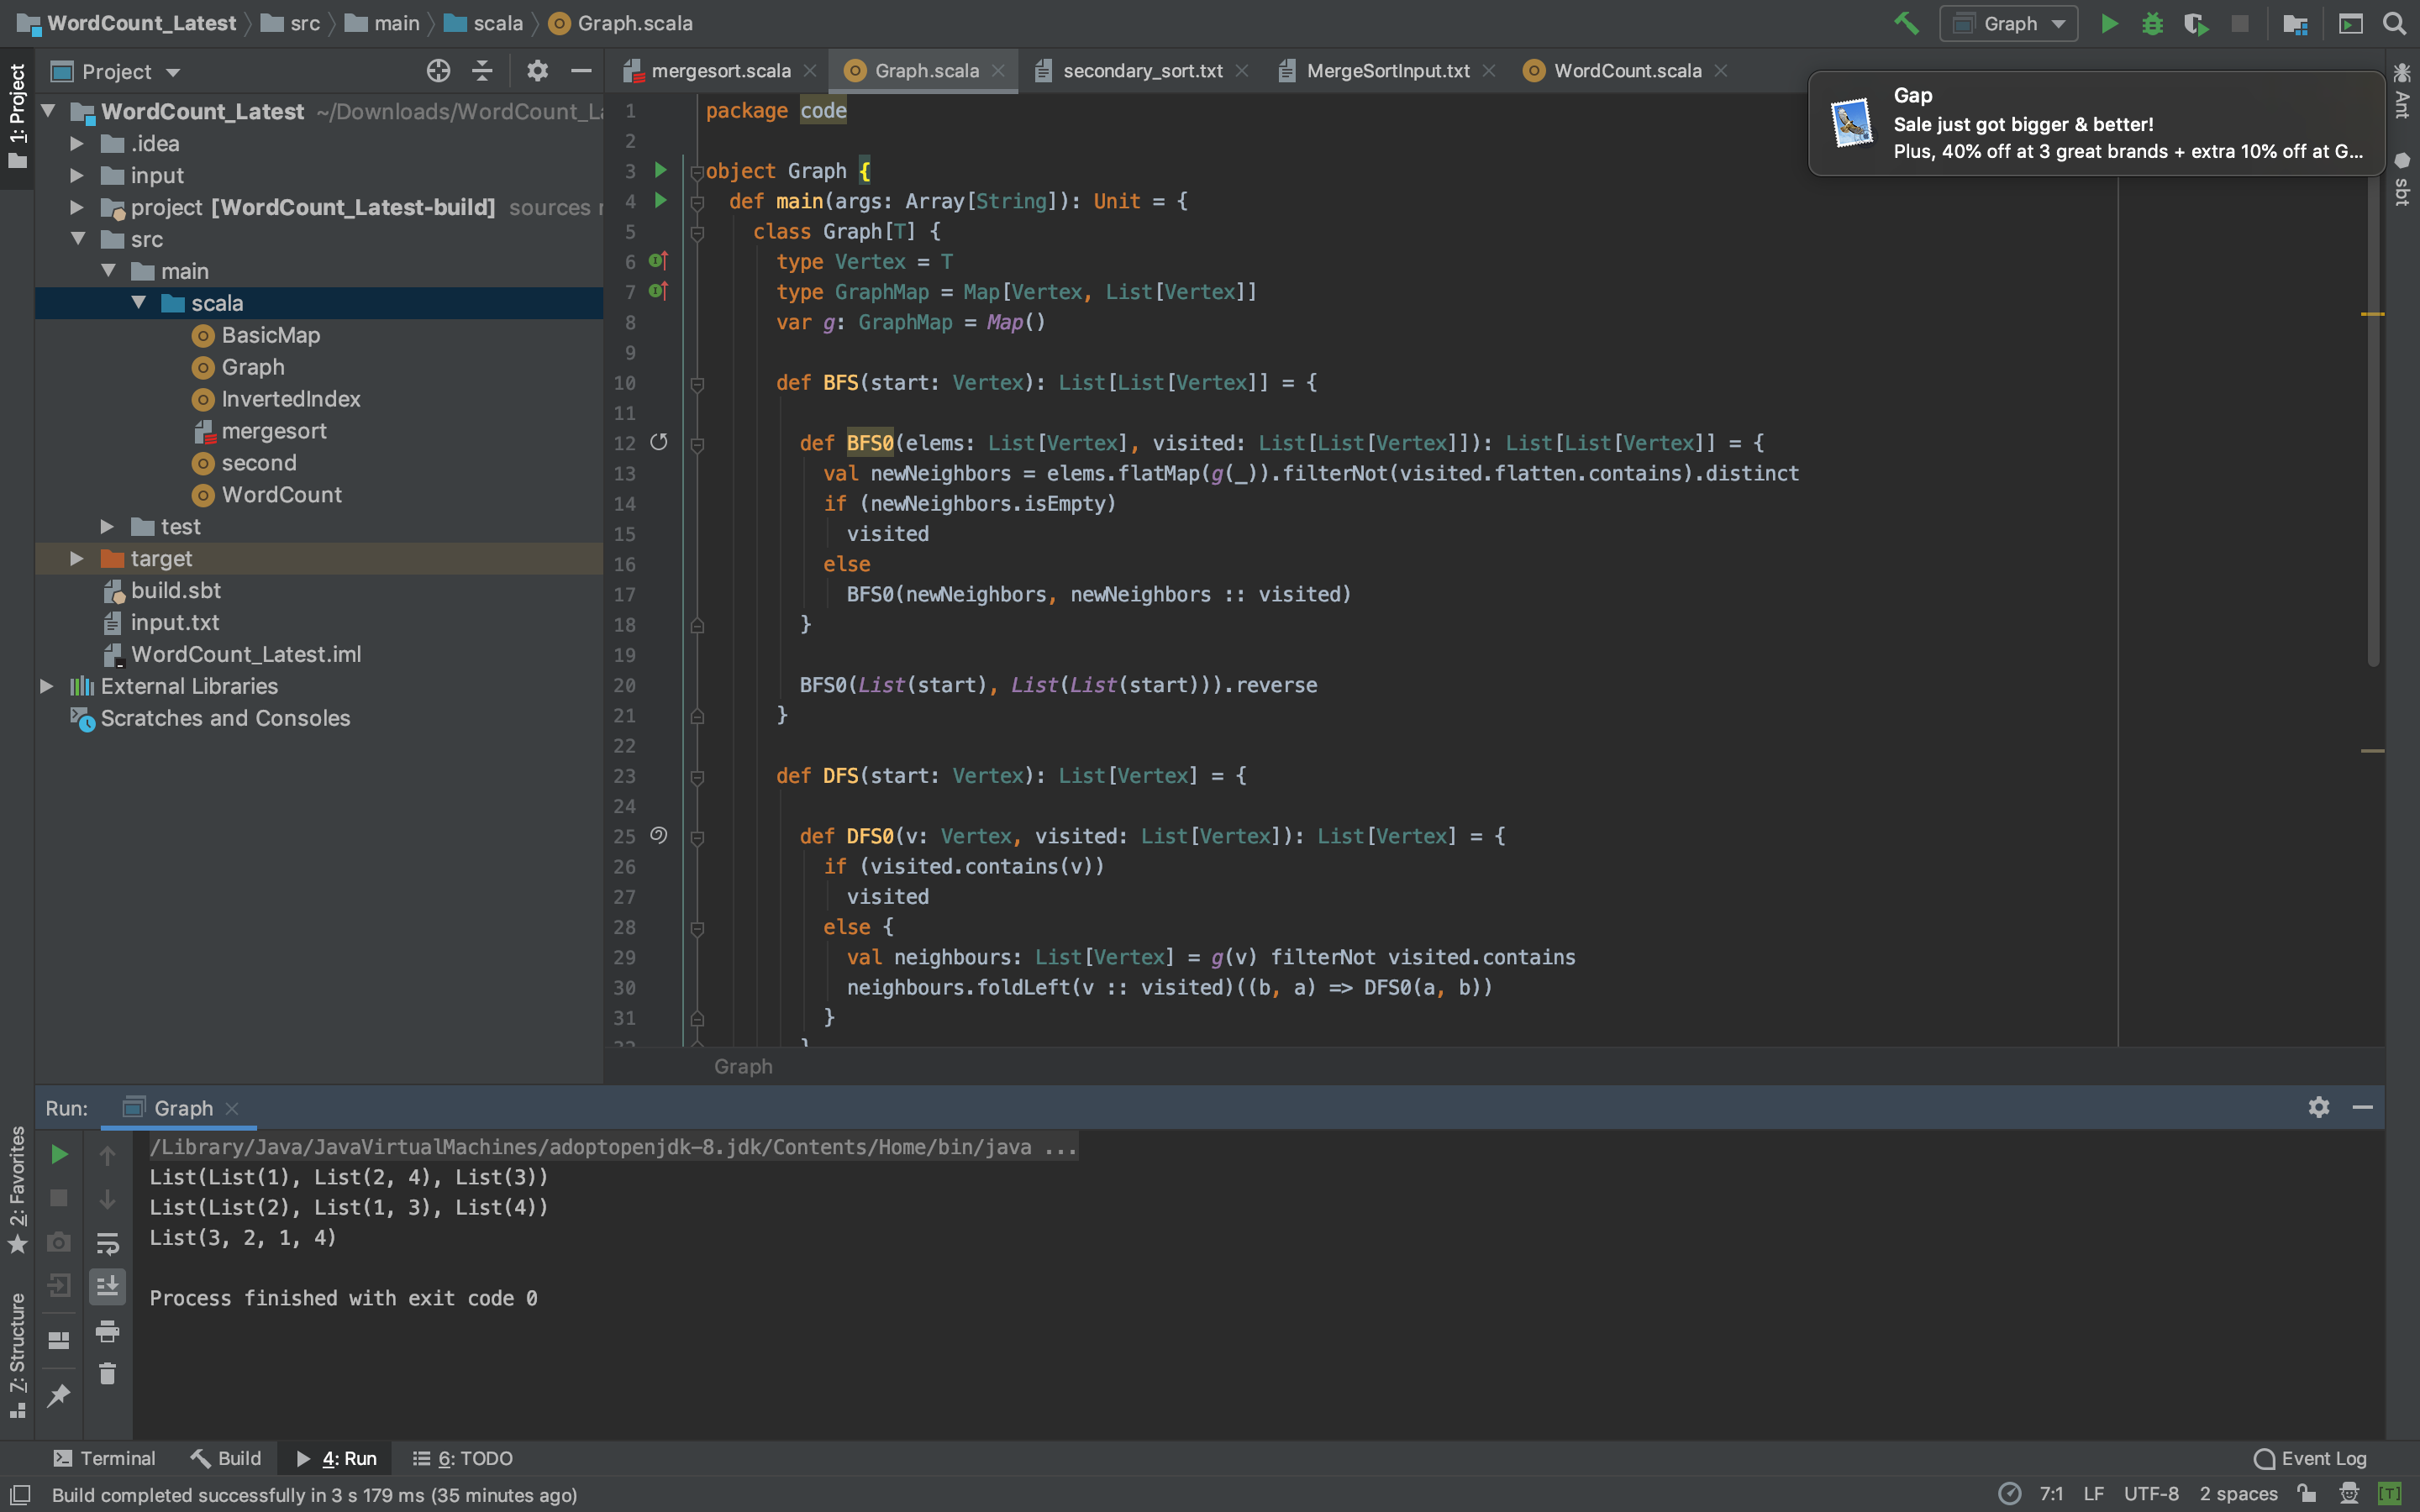 WordCount_Latest src main scala Graph.scala
Graph
1: Project
Project
WordCount_Latest ~/Downloads/WordCount_L
.idea
input
project [WordCount_Latest-build] sources
src
main
scala
BasicMap
Graph
InvertedIndex
mergesort
second
WordCount
test
target
build.sbt
input.txt
WordCount_Latest.iml
External Libraries
Scratches and Consoles
mergesort.scala Graph.scala secondary_sort.txt MergeSortInput.txt WordCount.scala
Gap
Sale just got bigger & better!
Plus, 40% off at 3 great brands + extra 10% off at G...
Ant
sbt
1 package code
2
3 object Graph {
4 def main(args: Array[String]): Unit = {
5 class Graph[T] {
6 type Vertex = T
7 type GraphMap = Map[Vertex, List[Vertex]]
8 var g: GraphMap = Map()
9
10 def BFS(start: Vertex): List[List[Vertex]] = {
11
12 def BFS0(elems: List[Vertex], visited: List[List[Vertex]]): List[List[Vertex]] = {
13 val newNeighbors = elems.flatMap(g(_)).filterNot(visited.flatten.contains).distinct
14 if (newNeighbors.isEmpty)
15 visited
16 else
17 BFS0(newNeighbors, newNeighbors :: visited)
18 }
19
20 BFS0(List(start), List(List(start))).reverse
21 }
22
23 def DFS(start: Vertex): List[Vertex] = {
24
25 def DFS0(v: Vertex, visited: List[Vertex]): List[Vertex] = {
26 if (visited.contains(v))
27 visited
28 else {
29 val neighbours: List[Vertex] = g(v) filterNot visited.contains
30 neighbours.foldLeft(v :: visited)((b, a) => DFS0(a, b))
31 }
Graph
Run: Graph
/Library/Java/JavaVirtualMachines/adoptopenjdk-8.jdk/Contents/Home/bin/java ...
List(List(1), List(2, 4), List(3))
List(List(2), List(1, 3), List(4))
List(3, 2, 1, 4)
Process finished with exit code 0
2: Favorites
7: Structure
Terminal Build 4: Run 6: TODO Event Log
Build completed successfully in 3 s 179 ms (35 minutes ago) 7:1 LF UTF-8 2 spaces [T]